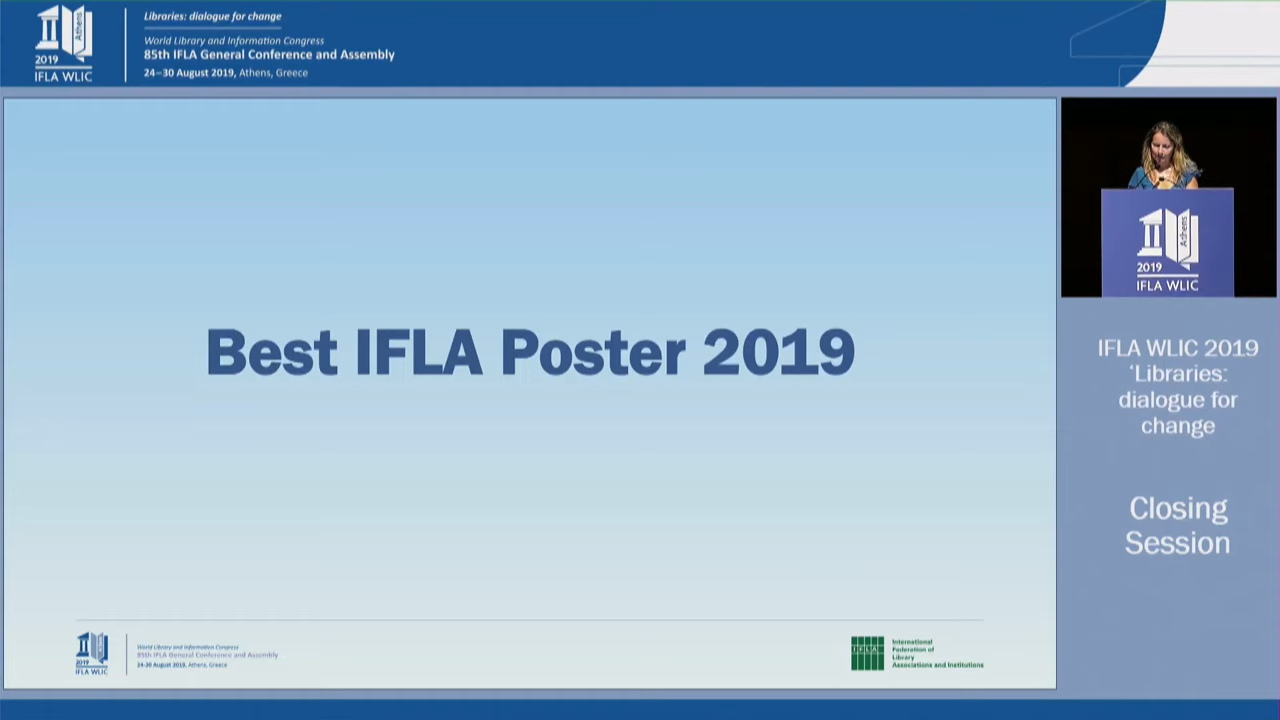 Libraries: dialogue for change
World Library and Information Congress
85th IFLA General Conference and Assembly
24–30 August 2019, Athens, Greece
Athens
2019
IFLA WLIC
Best IFLA Poster 2019
Athens
2019
IFLA WLIC
IFLA WLIC 2019
‘Libraries:
dialogue for
change
Closing
Session
2019
IFLA WLIC
World Library and Information Congress
85th IFLA General Conference and Assembly
24-30 August 2019, Athens, Greece
IFLA
International
Federation of
Library
Associations and Institutions